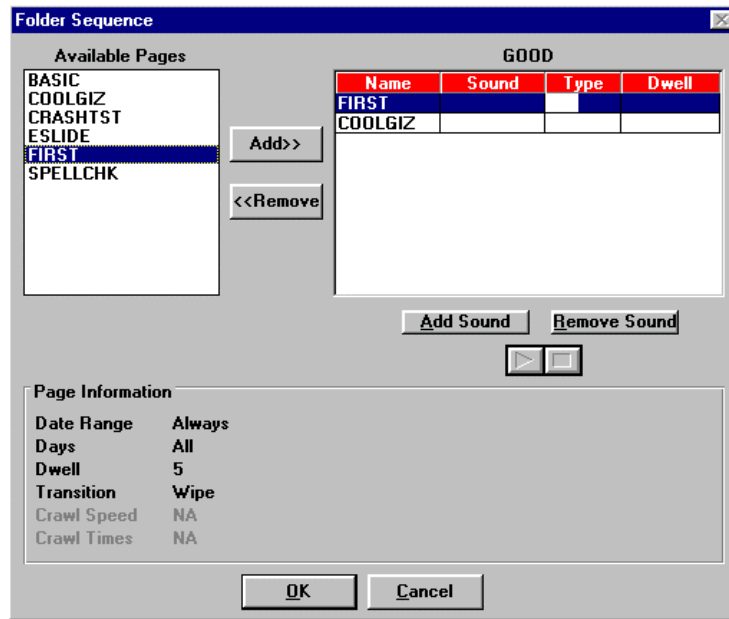 Folder Sequence
Available Pages
BASIC
COOLGIZ
CRASHTST
ESLIDE
FIRST
SPELLCHK
Add>>
<<Remove
GOOD
Name Sound Type Dwell
FIRST
COOLGIZ
Add Sound Remove Sound
Page Information
Date Range Always
Days All
Dwell 5
Transition Wipe
Crawl Speed NA
Crawl Times NA
OK Cancel